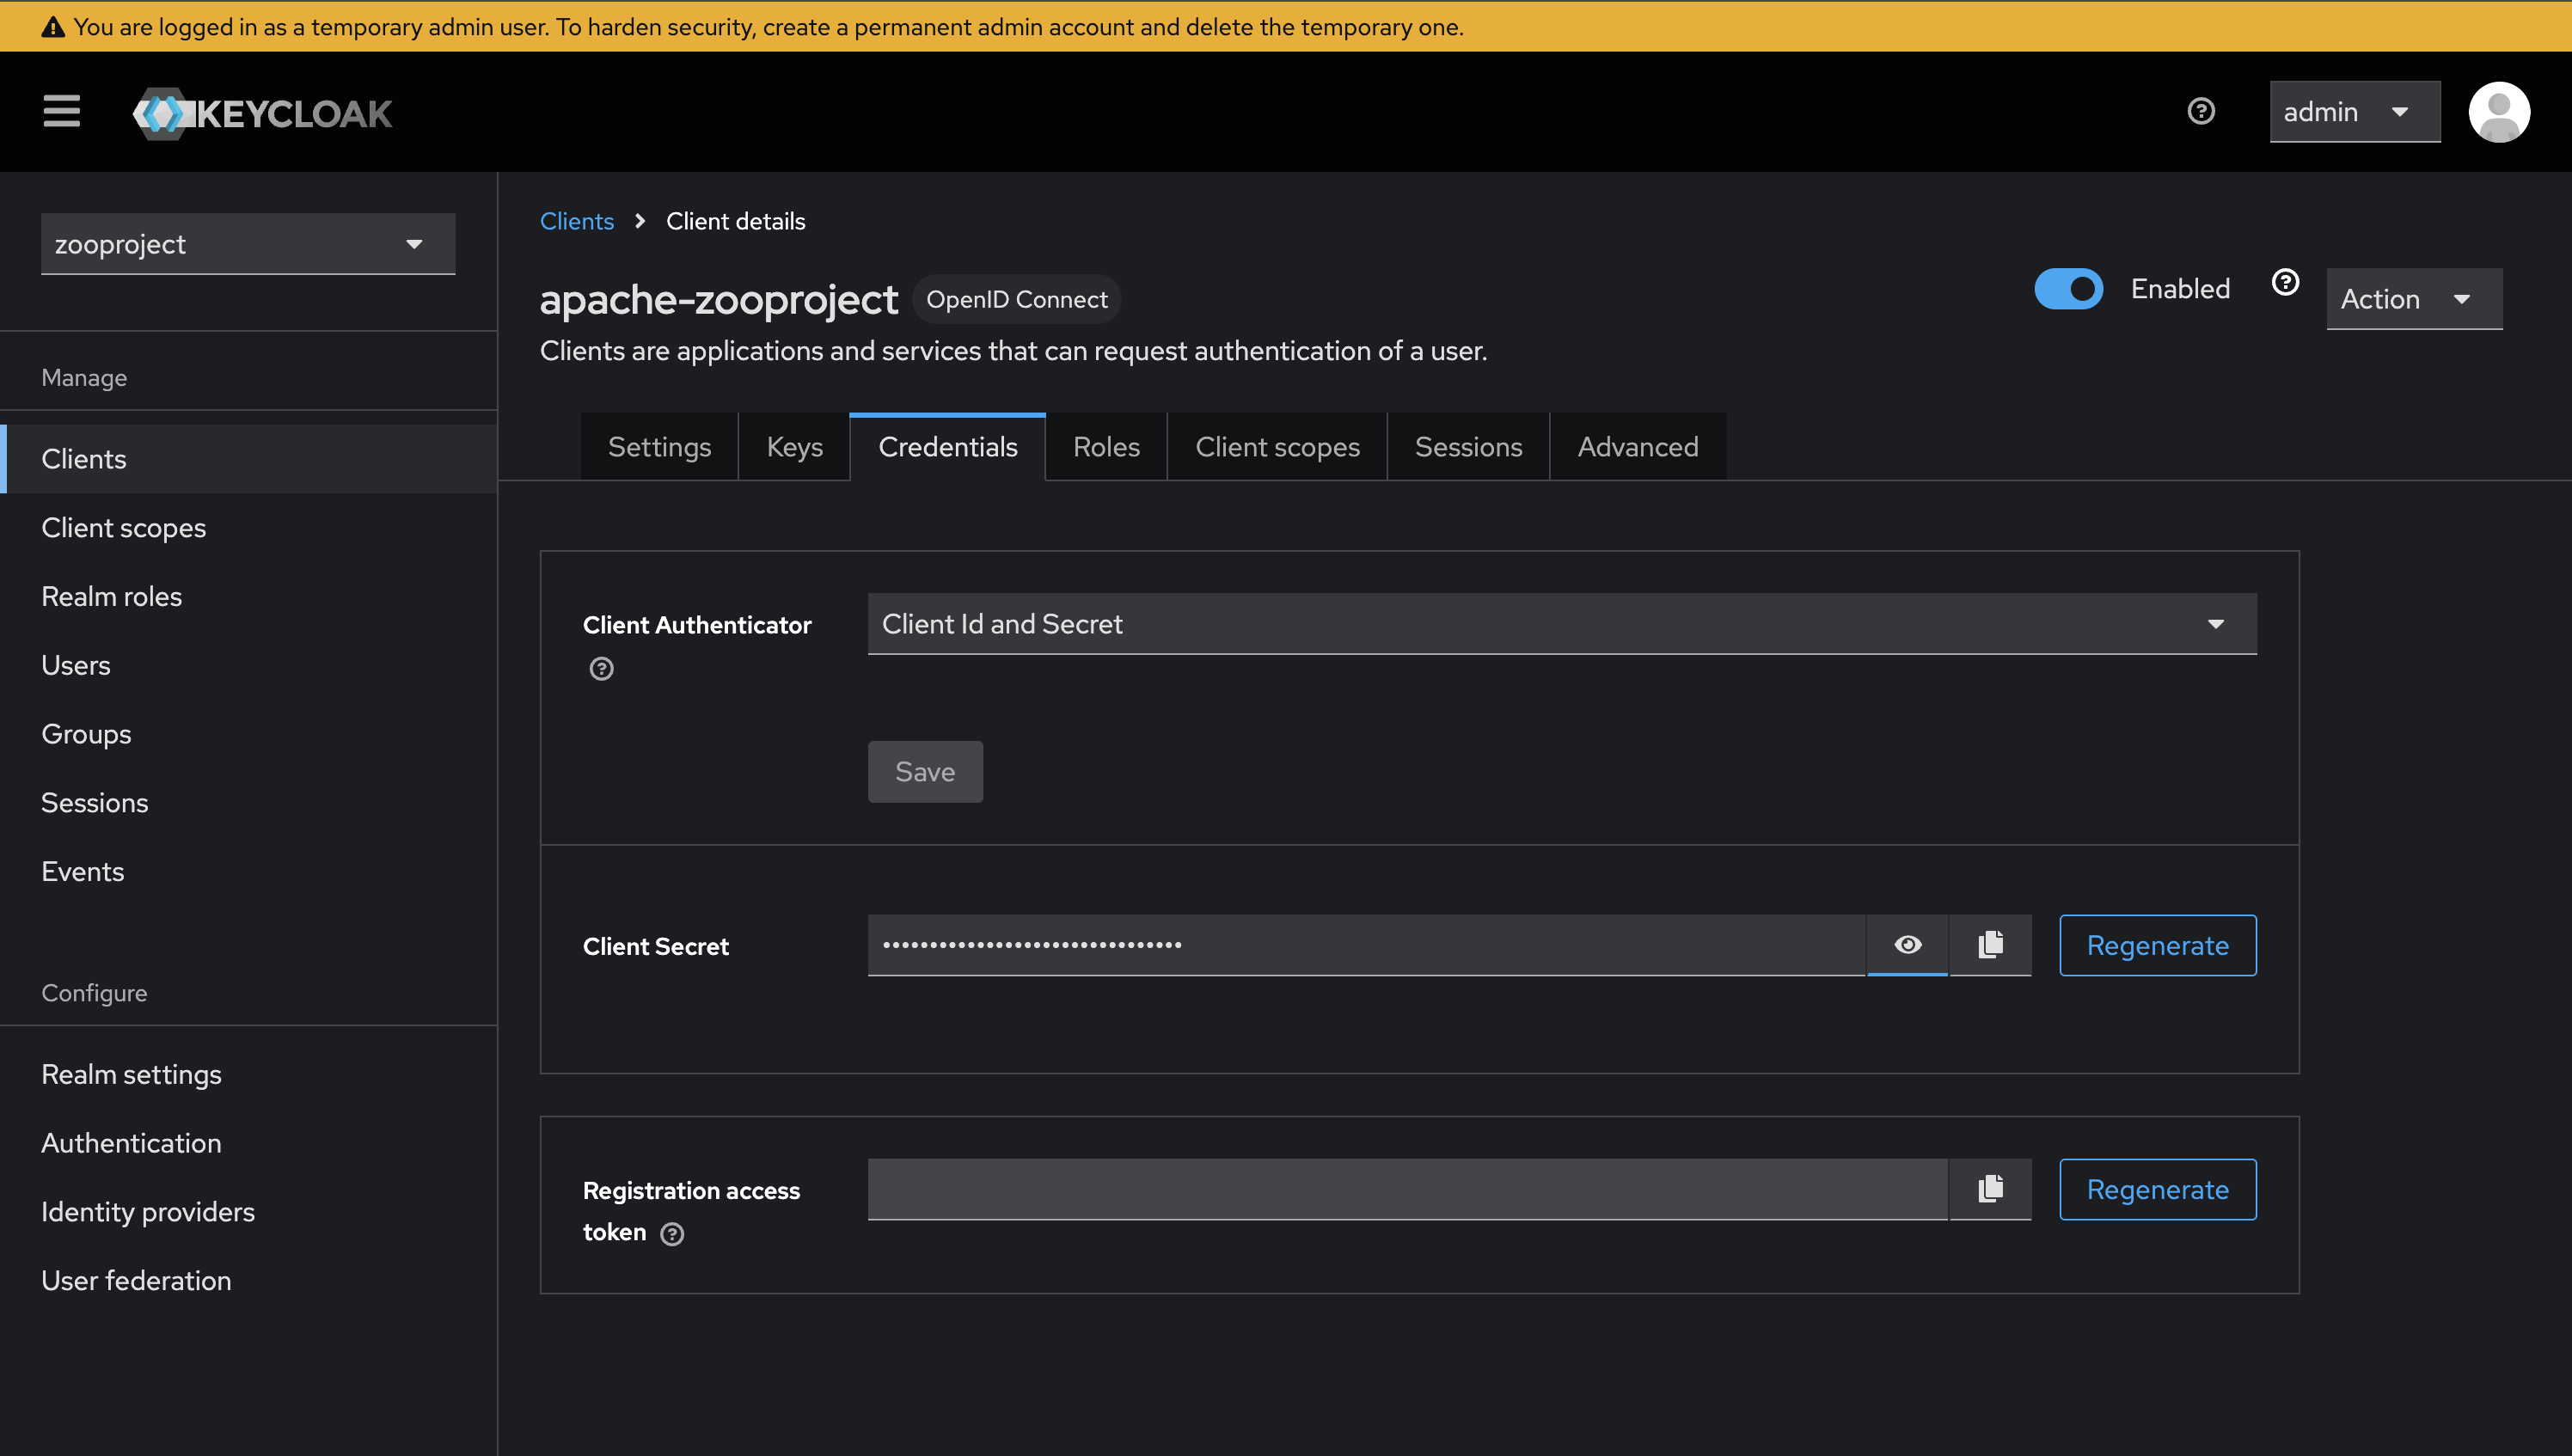 You are logged in as a temporary admin user. To harden security, create a permanent admin account and delete the temporary one.
KEYCLOAK
admin
zooproject
Manage
Clients
Client scopes
Realm roles
Users
Groups
Sessions
Events
Configure
Realm settings
Authentication
Identity providers
User federation
Clients > Client details
apache-zooproject OpenID Connect
Enabled
Action
Clients are applications and services that can request authentication of a user.
Settings Keys Credentials Roles Client scopes Sessions Advanced
Client Authenticator
Client Id and Secret
Save
Client Secret
••••••••••••••••••••••••••••••••
Regenerate
Registration access
token
Regenerate